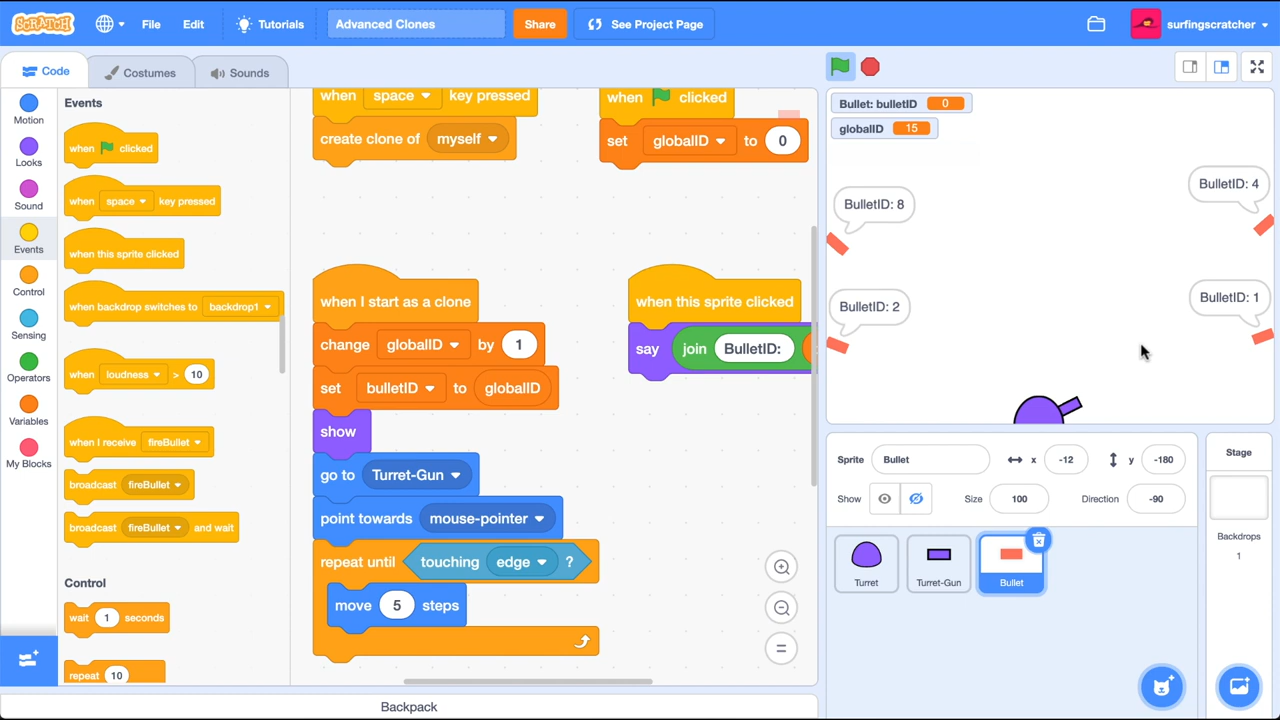 SCRATCH
File
Edit
Tutorials
Advanced Clones
Share
See Project Page
surfingscratcher
Code
Costumes
Sounds
Motion
Looks
Sound
Events
Control
Sensing
Operators
Variables
My Blocks
Events
when clicked
when space key pressed
when this sprite clicked
when backdrop switches to backdrop1
when loudness > 10
when I receive fireBullet
broadcast fireBullet
broadcast fireBullet and wait
Control
wait 1 seconds
repeat 10
when space key pressed
create clone of myself
when clicked
set globalID to 0
when I start as a clone
change globalID by 1
set bulletID to globalID
show
go to Turret-Gun
point towards mouse-pointer
repeat until touching edge ?
move 5 steps
when this sprite clicked
say join BulletID:
Backpack
Bullet: bulletID 0
globalID 15
BulletID: 8
BulletID: 4
BulletID: 2
BulletID: 1
Sprite Bullet x -12 y -180
Show Size 100 Direction -90
Turret
Turret-Gun
Bullet
Stage
Backdrops
1